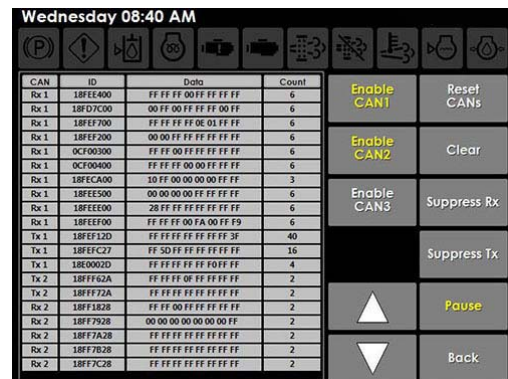 Wednesday 08:40 AM
(P)
CAN ID Data Count
Rx 1 18FEE400 FF FF FF 00 FF FF FF FF 6
Rx 1 18FD7C00 00 FF 00 FF FF FF 00 FF 6
Rx 1 18FEF700 FF FF FF FF 0E 01 FF FF 6
Rx 1 18FEF200 00 00 FF FF FF FF FF FF 6
Rx 1 0CF00300 FF FF 00 FF FF FF FF FF 6
Rx 1 0CF00400 FF FF FF 00 00 FF FF FF 6
Rx 1 18FECA00 10 FF 00 00 00 00 FF FF 3
Rx 1 18FEE500 00 00 00 00 FF FF FF FF 6
Rx 1 18FEEE00 28 FF FF FF FF FF FF FF 6
Rx 1 18FEEF00 FF FF FF 00 FA 00 FF F9 6
Tx 1 18FEF12D FF FF FF FF FF FF FF 3F 40
Tx 1 18FEFC27 FF 5D FF FF FF FF FF FF 16
Tx 1 18E0002D FF FF FF FF FF F0 FF FF 4
Tx 2 18FFF62A FF FF FF 0F FF FF FF FF 2
Tx 2 18FFF72A FF FF FF FF FF FF FF FF 2
Rx 2 18FF1828 FF FF 00 FF FF FF FF FF 2
Rx 2 18FF7928 00 00 00 00 00 00 00 FF 2
Rx 2 18FF7A28 FF FF FF FF FF FF FF FF 2
Rx 2 18FF7B28 FF FF FF FF FF FF FF FF 2
Rx 2 18FF7C28 FF FF FF FF FF FF FF FF 2
Enable
CAN1
Reset
CANs
Enable
CAN2
Clear
Enable
CAN3
Suppress Rx
Suppress Tx
Pause
Back